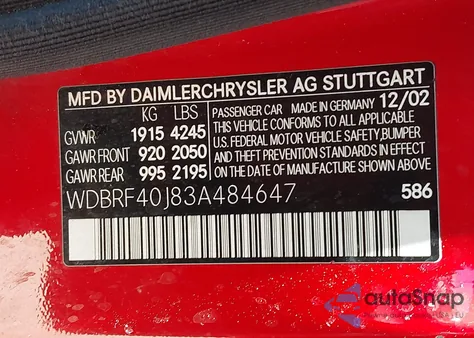 MFD BY DAIMLERCHRYSLER AG STUTTGART
KG LBS
GVWR 1915 4245
GAWR FRONT 920 2050
GAWR REAR 995 2195
PASSENGER CAR MADE IN GERMANY 12/02
THIS VEHICLE CONFORMS TO ALL APPLICABLE
U.S. FEDERAL MOTOR VEHICLE SAFETY,BUMPER
AND THEFT PREVENTION STANDARDS IN EFFECT
ON THE DATE OF MANUFACTURE SHOWN ABOVE.
WDBRF40J83A484647 586
autoSnap